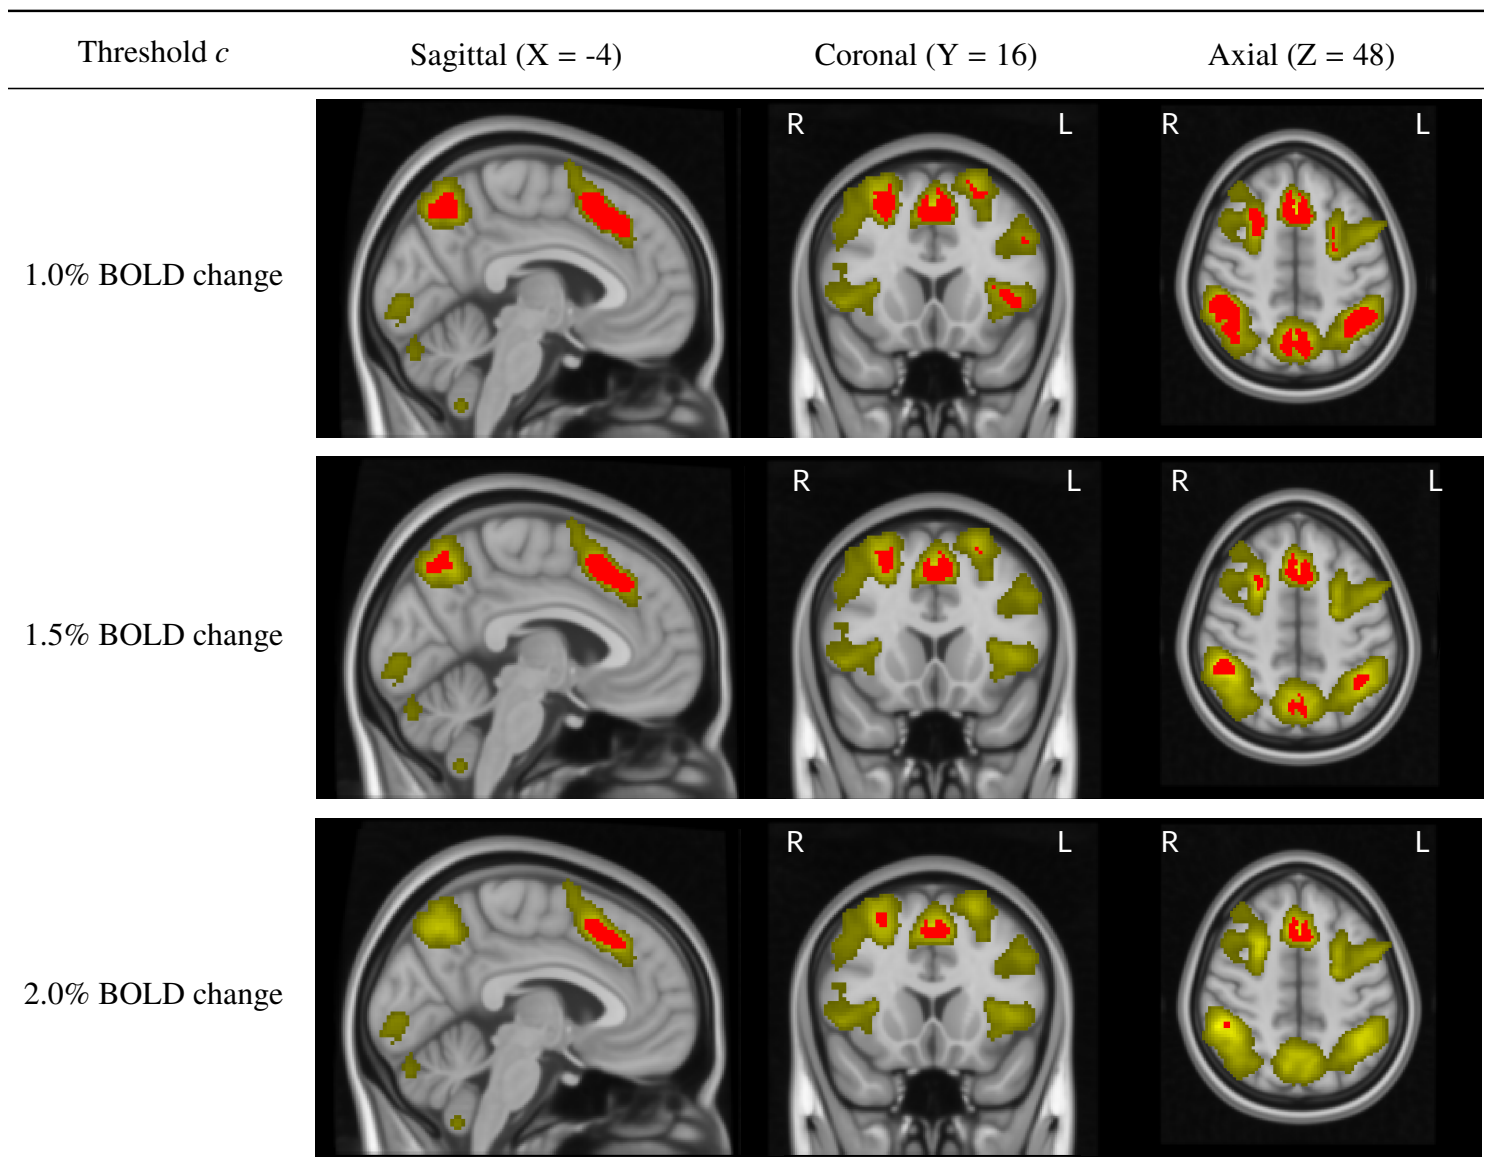 Threshold c Sagittal (X = -4) Coronal (Y = 16) Axial (Z = 48)
R L R L
1.0% BOLD change
R L R L
1.5% BOLD change
R L R L
2.0% BOLD change